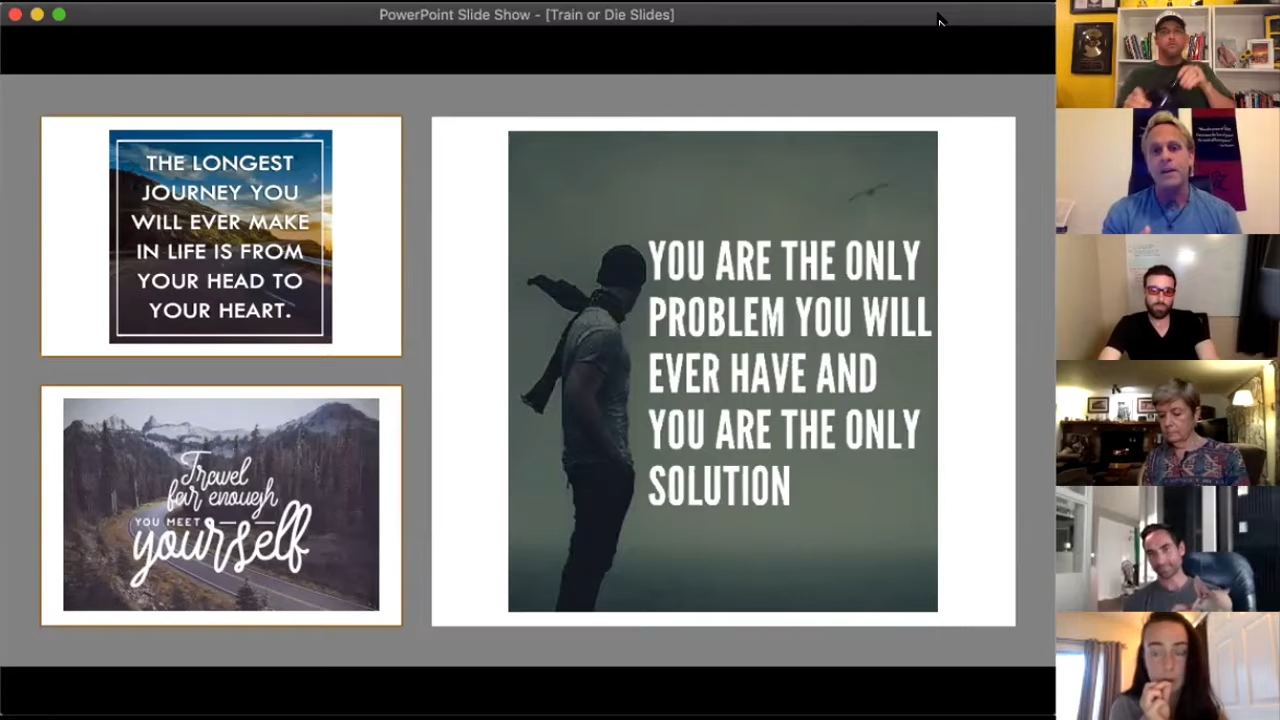 PowerPoint Slide Show - [Train or Die Slides]
THE LONGEST
JOURNEY YOU
WILL EVER MAKE
IN LIFE IS FROM
YOUR HEAD TO
YOUR HEART.
Travel
far enough
YOU MEET
yourself
YOU ARE THE ONLY
PROBLEM YOU WILL
EVER HAVE AND
YOU ARE THE ONLY
SOLUTION